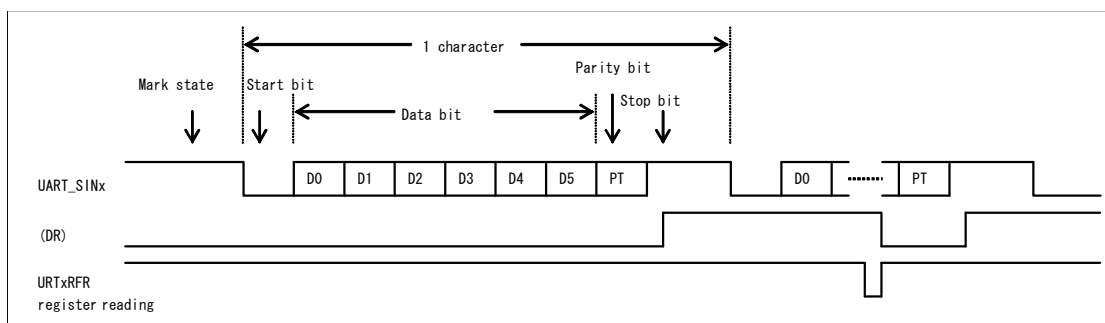 1 character
Parity bit
Mark state
Start bit
Stop bit
Data bit
UART_SINx
D0
D1
D2
D3
D4
D5
PT
D0
PT
(DR)
URTxRFR
register reading